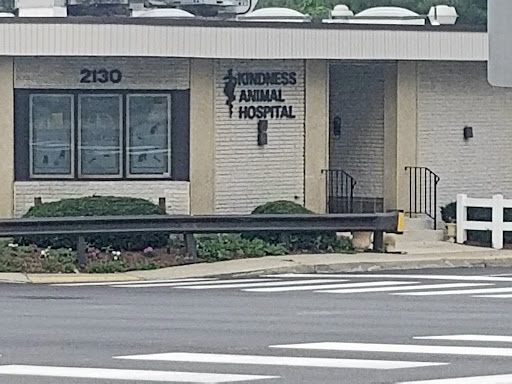 2130
KINDNESS
ANIMAL
HOSPITAL